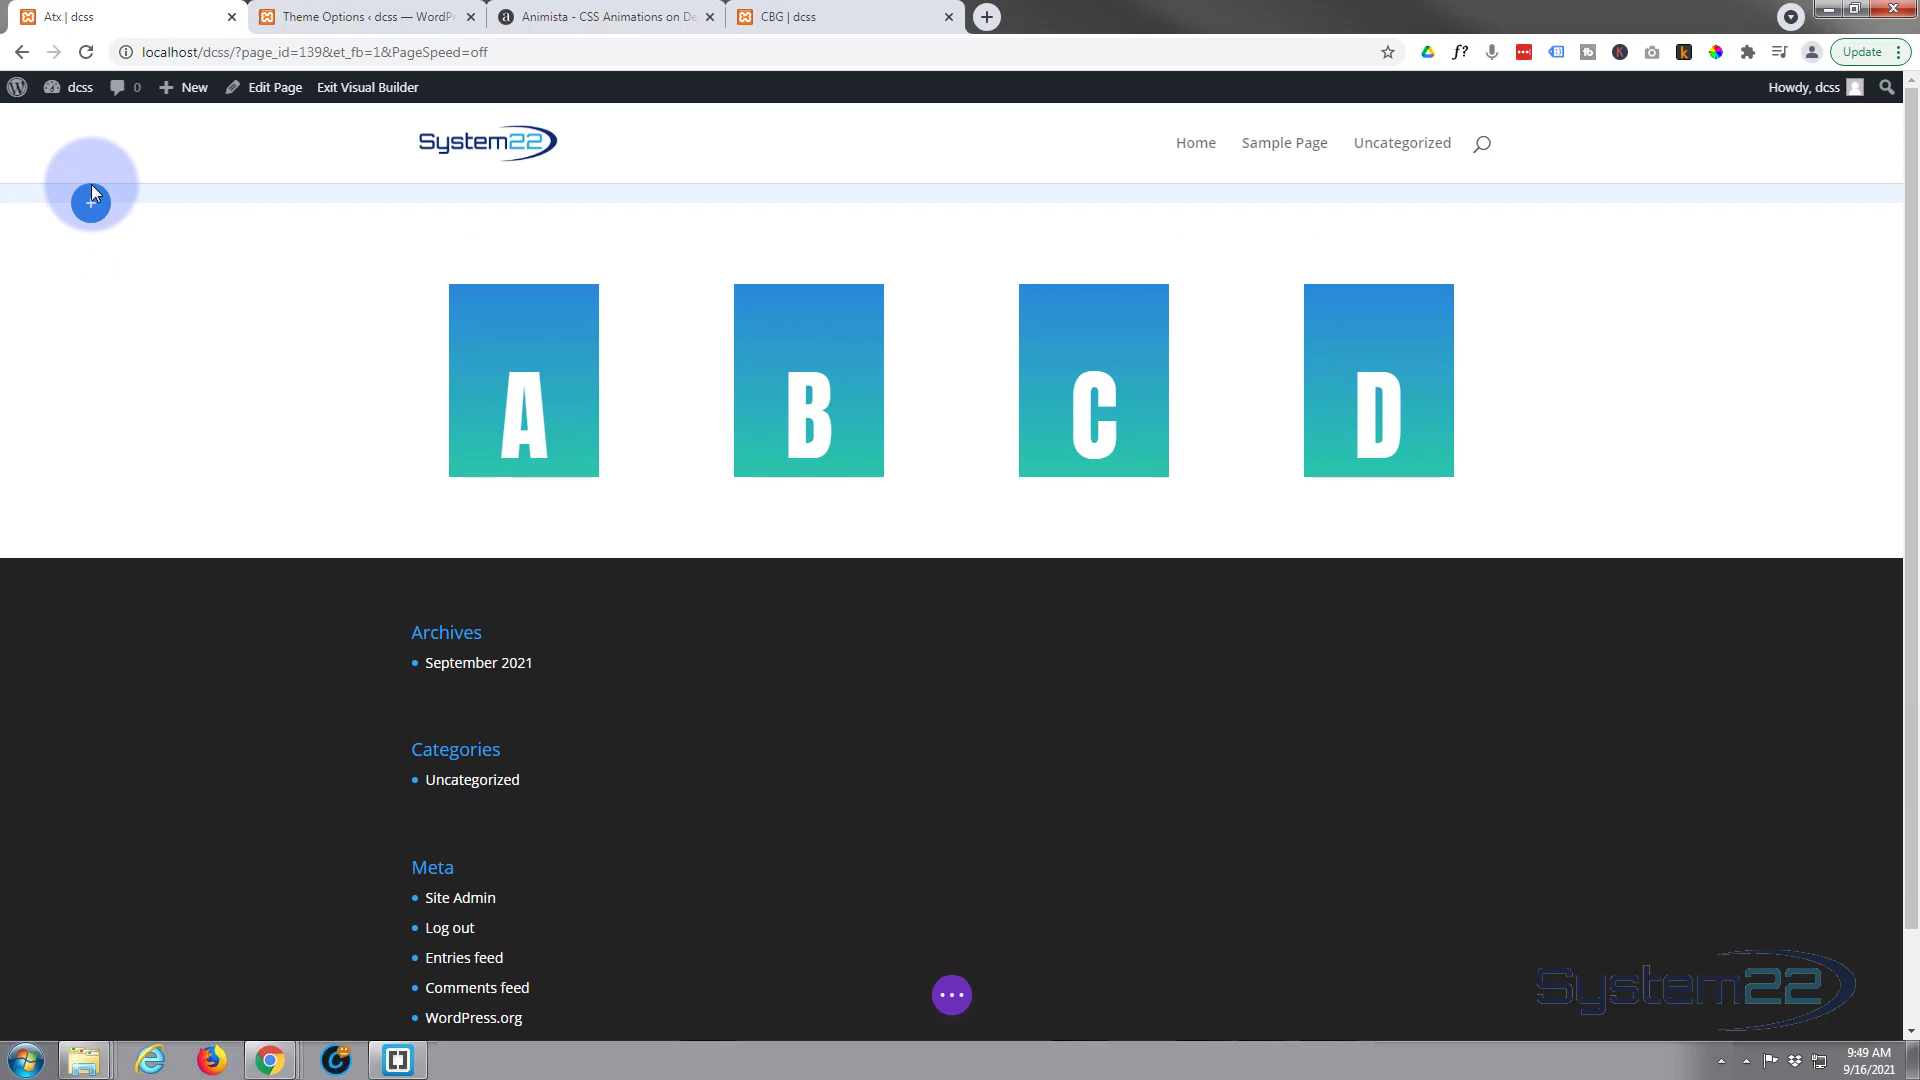 Atx | dcss
Theme Options ‹ dcss — WordPr
Animista - CSS Animations on De
CBG | dcss
localhost/dcss/?page_id=139&et_fb=1&PageSpeed=off
f?
Update
dcss
0
New
Edit Page
Exit Visual Builder
Howdy, dcss
System22
Home
Sample Page
Uncategorized
A
B
C
D
Archives
September 2021
Categories
Uncategorized
Meta
Site Admin
Log out
Entries feed
Comments feed
WordPress.org
System22
9:49 AM
9/16/2021